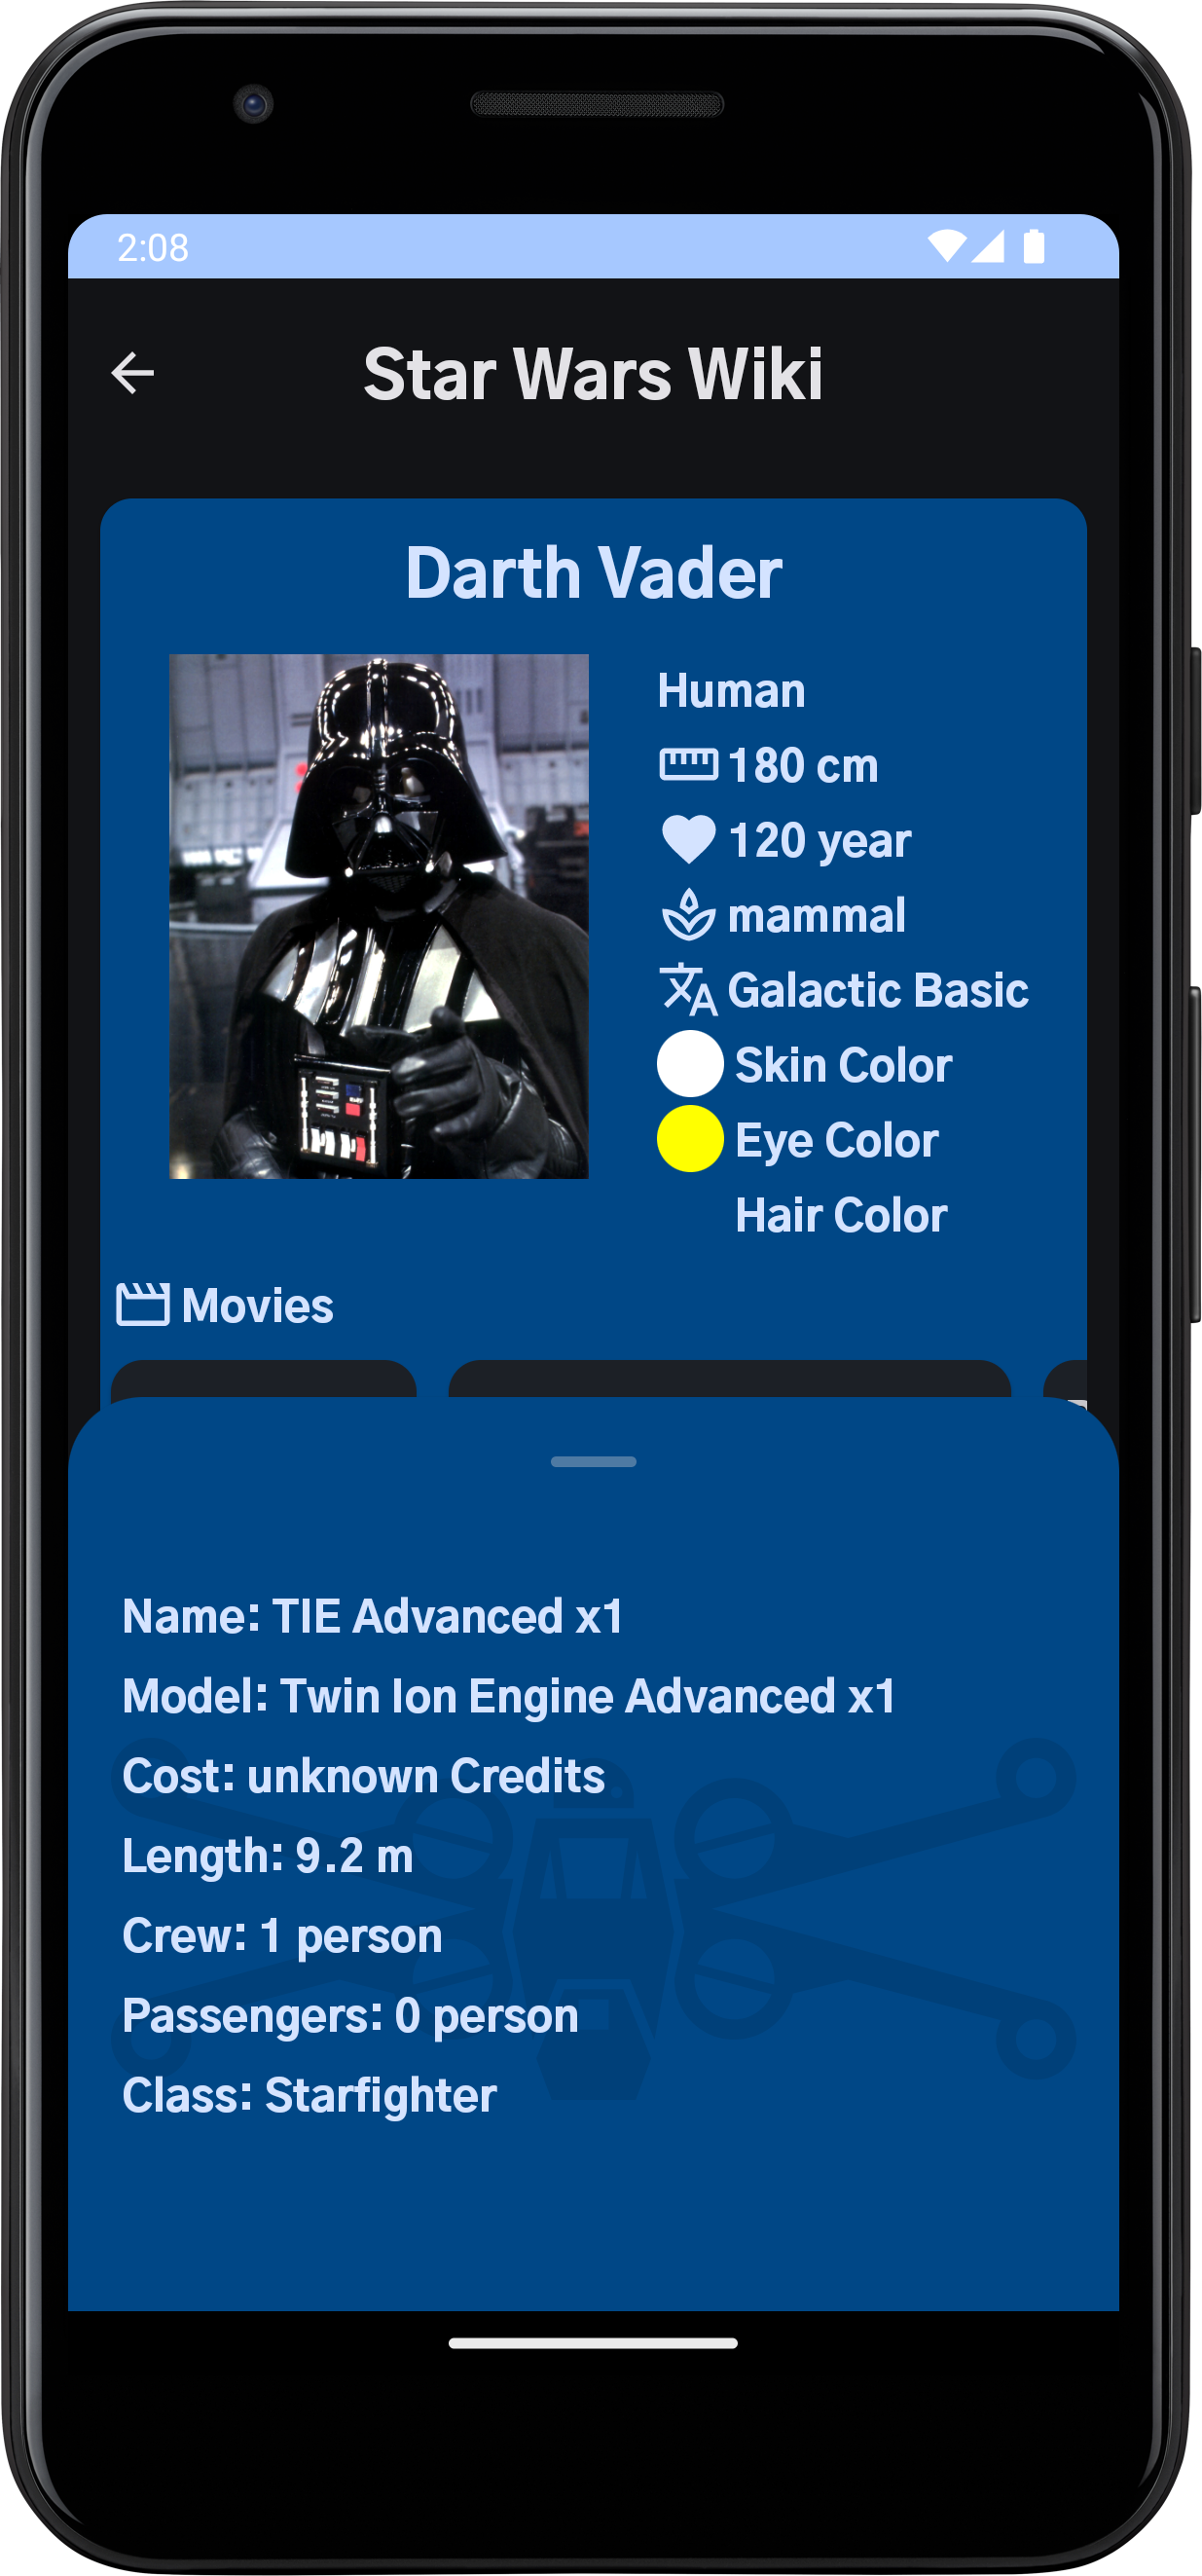 2:08
Star Wars Wiki
Darth Vader
Human
180 cm
120 year
mammal
Galactic Basic
Skin Color
Eye Color
Hair Color
Movies
Name: TIE Advanced x1
Model: Twin Ion Engine Advanced x1
Cost: unknown Credits
Length: 9.2 m
Crew: 1 person
Passengers: 0 person
Class: Starfighter